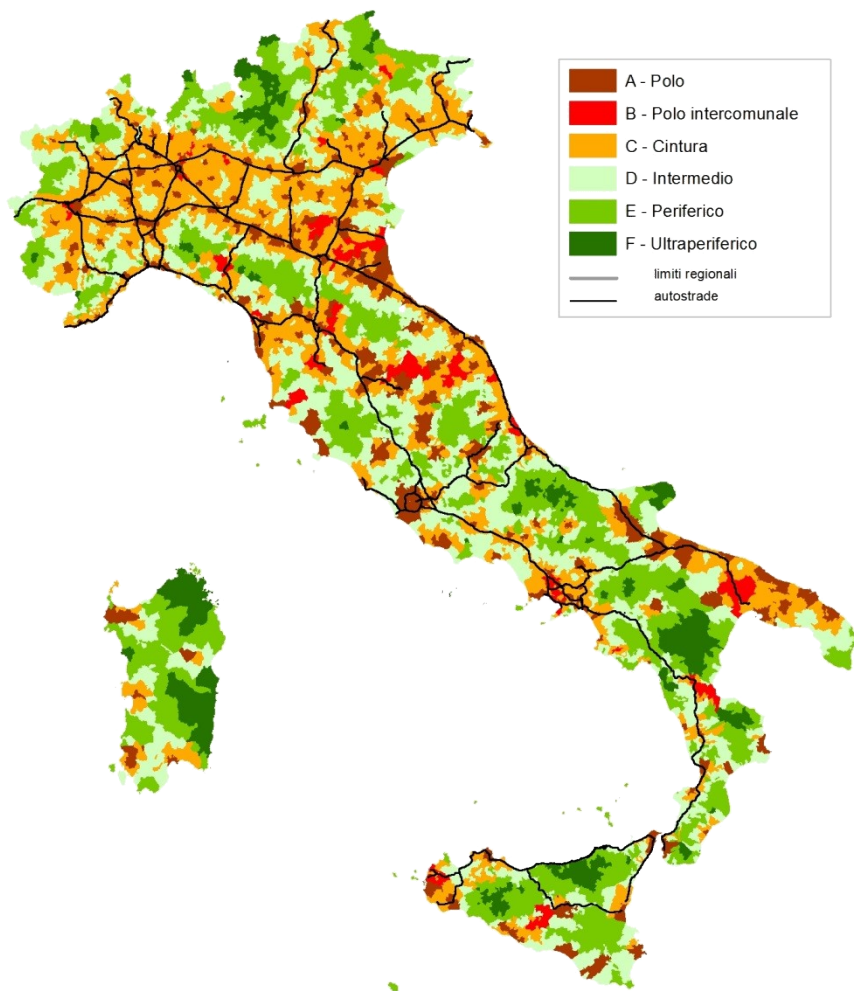 A - Polo
B - Polo intercomunale
C - Cintura
D - Intermedio
E - Periferico
F - Ultraperiferico
limiti regionali
autostrade